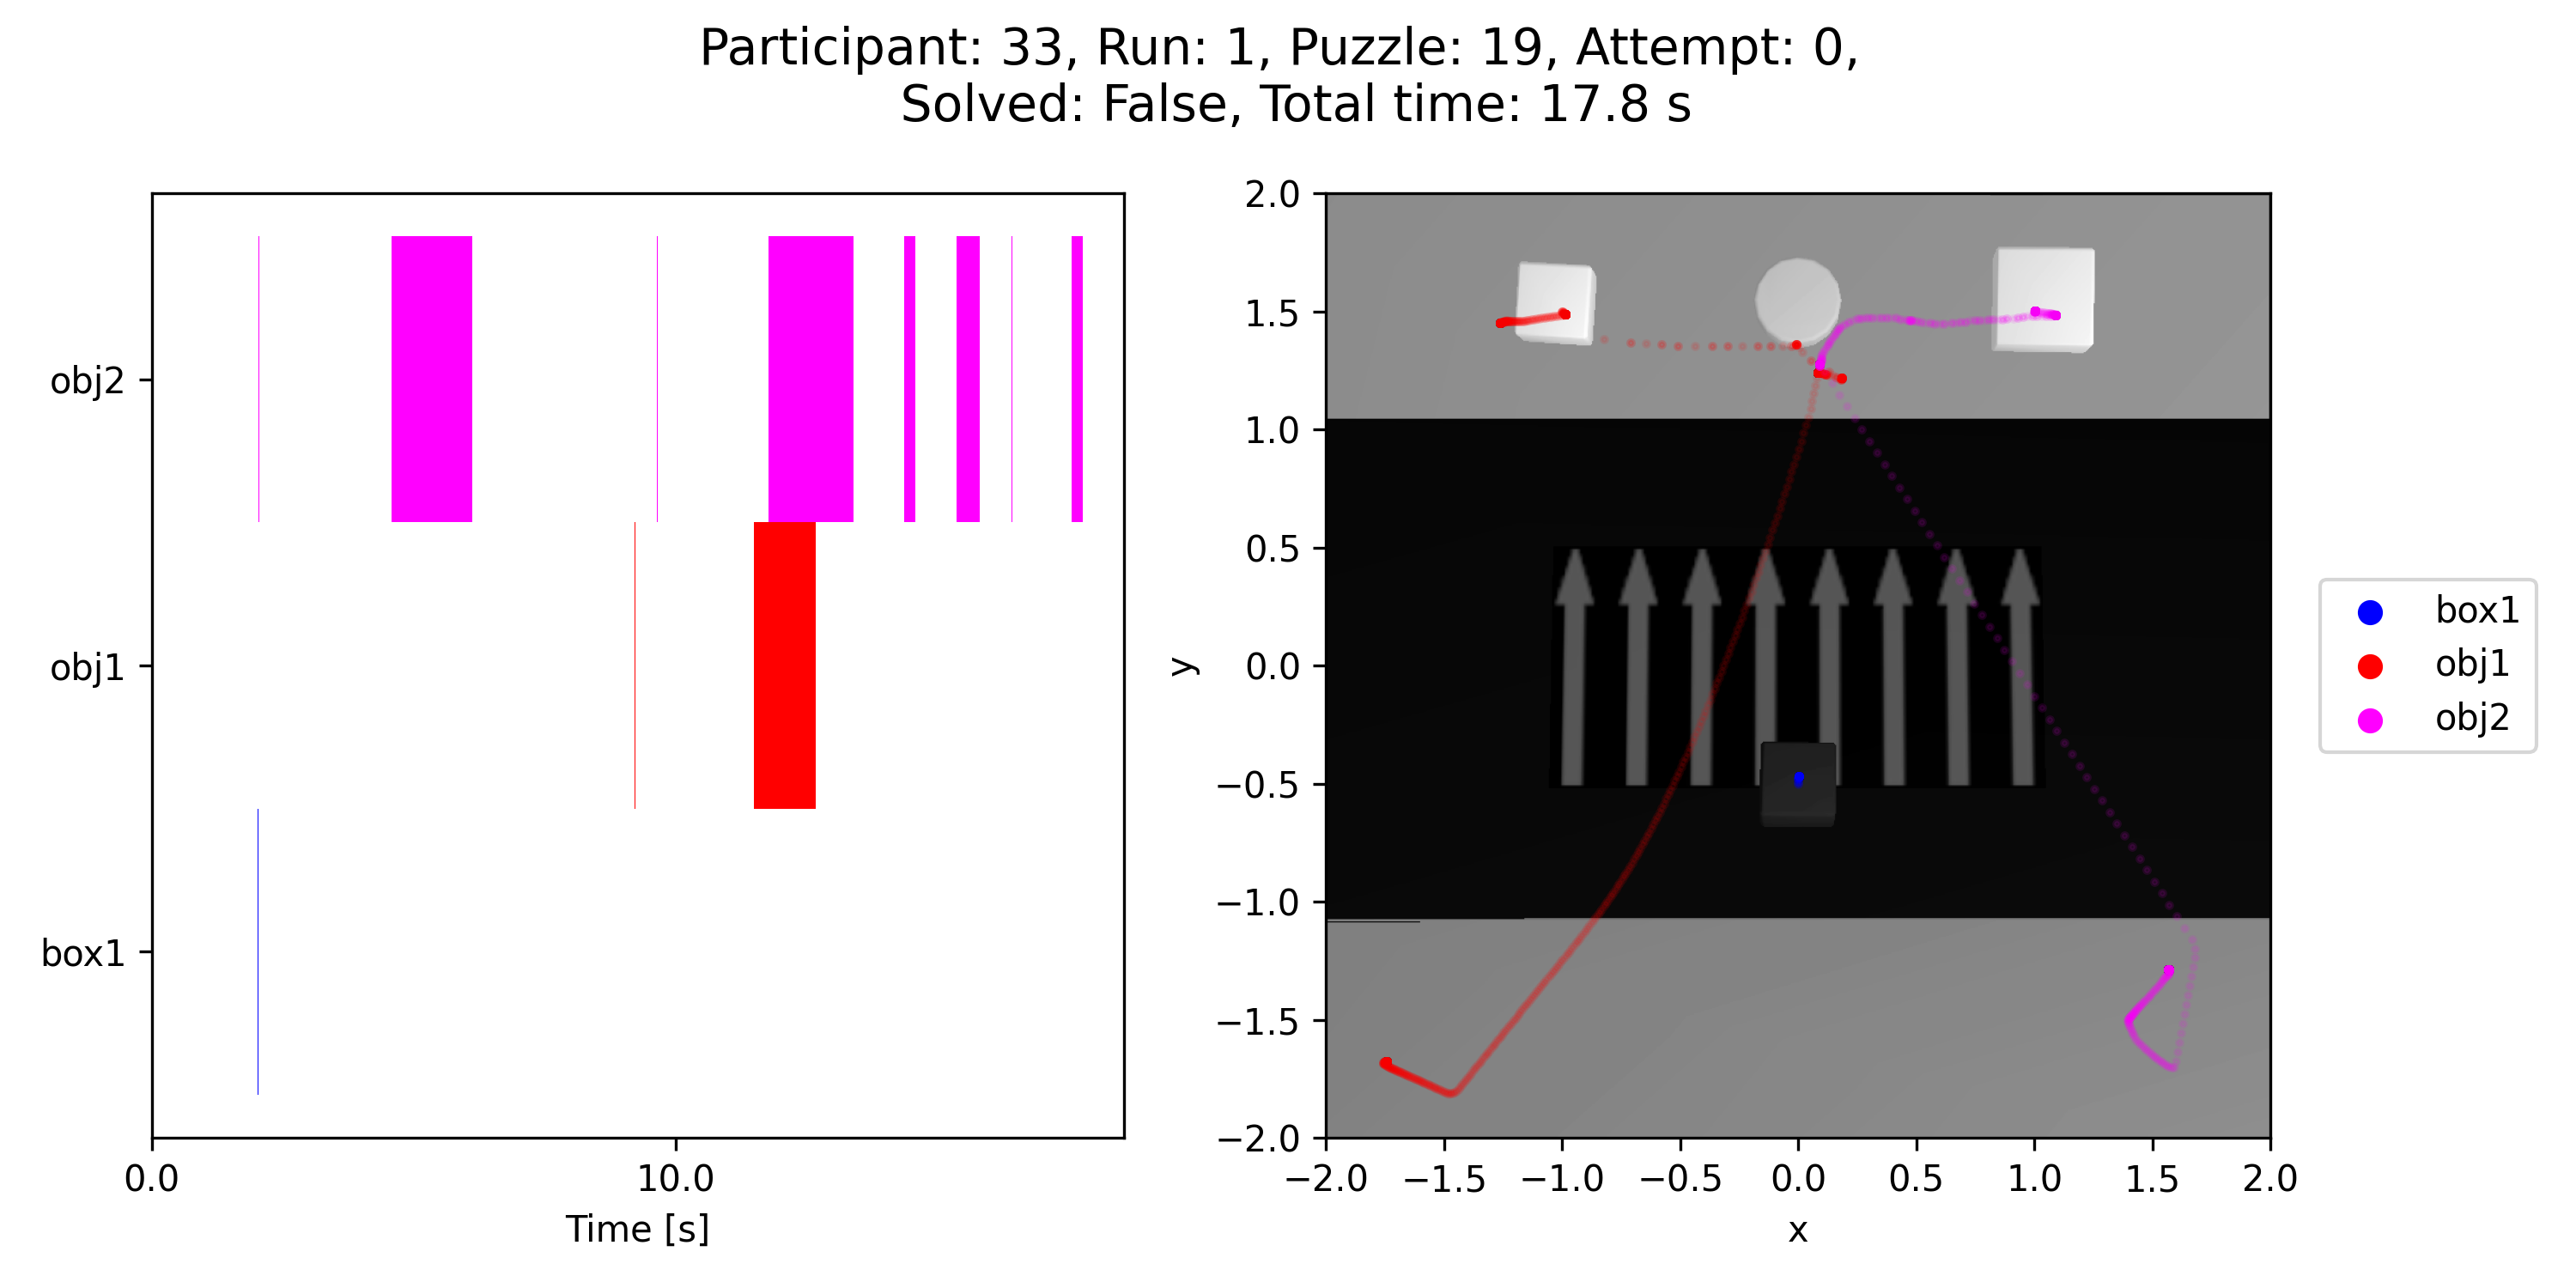 Participant: 33, Run: 1, Puzzle: 19, Attempt: 0,
Solved: False, Total time: 17.8 s
obj2
obj1
box1
0.0
10.0
Time [s]
y
2.0
1.5
1.0
0.5
0.0
−0.5
−1.0
−1.5
−2.0
−2.0
−1.5
−1.0
−0.5
0.0
0.5
1.0
1.5
2.0
x
box1
obj1
obj2